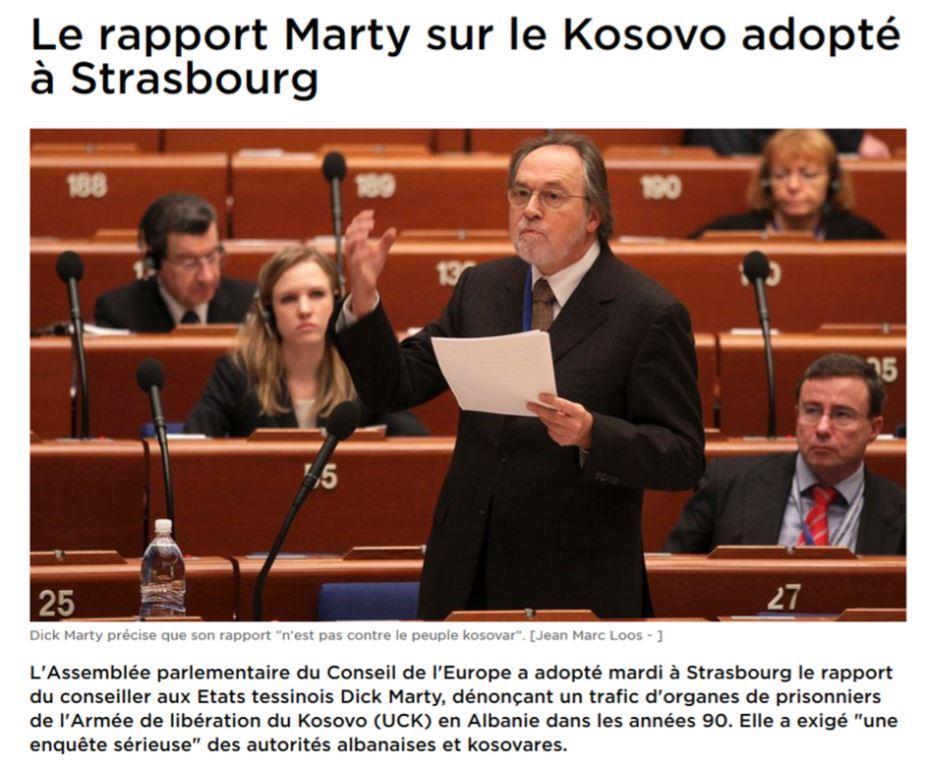 Le rapport Marty sur le Kosovo adopté
à Strasbourg
188
189
190
55
25
27
Dick Marty précise que son rapport "n'est pas contre le peuple kosovar". [Jean Marc Loos - ]
L'Assemblée parlementaire du Conseil de l'Europe a adopté mardi à Strasbourg le rapport
du conseiller aux Etats tessinois Dick Marty, dénonçant un trafic d'organes de prisonniers
de l'Armée de libération du Kosovo (UCK) en Albanie dans les années 90. Elle a exigé "une
enquête sérieuse" des autorités albanaises et kosovares.